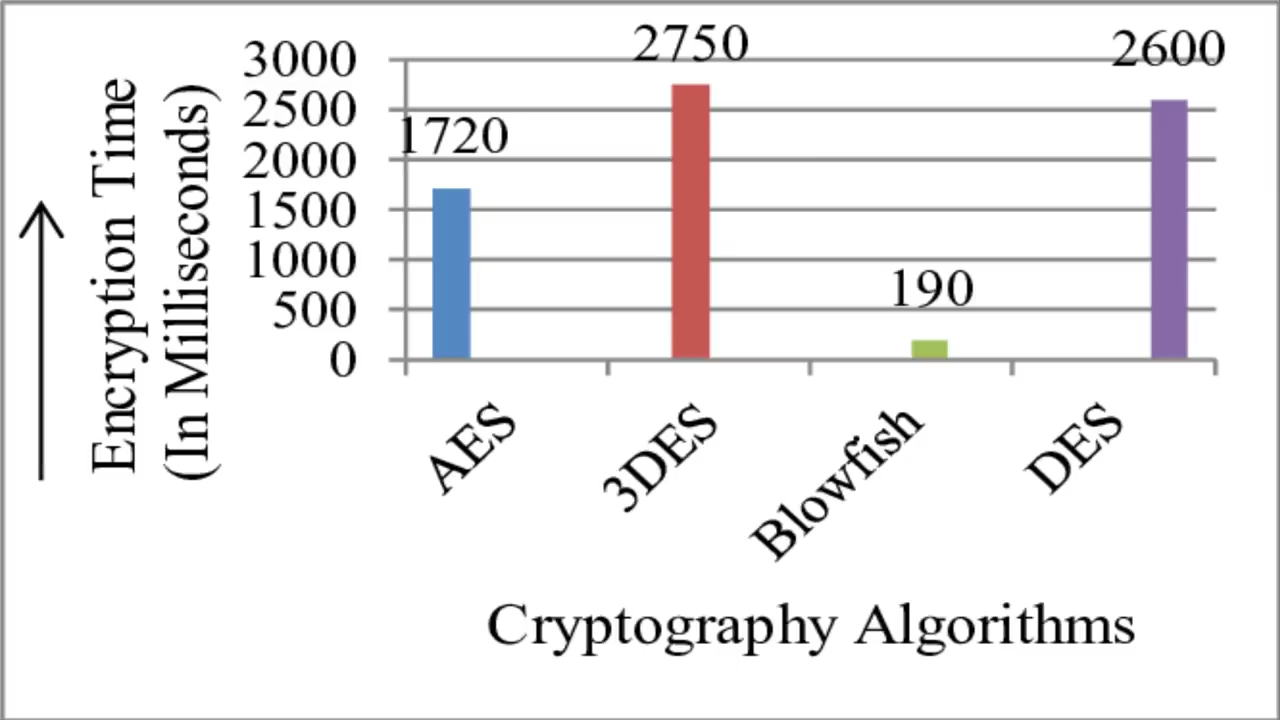 Encryption Time
(In Milliseconds)
3000
2500
2000
1500
1000
500
0
1720
2750
190
2600
AES
3DES
Blowfish
DES
Cryptography Algorithms